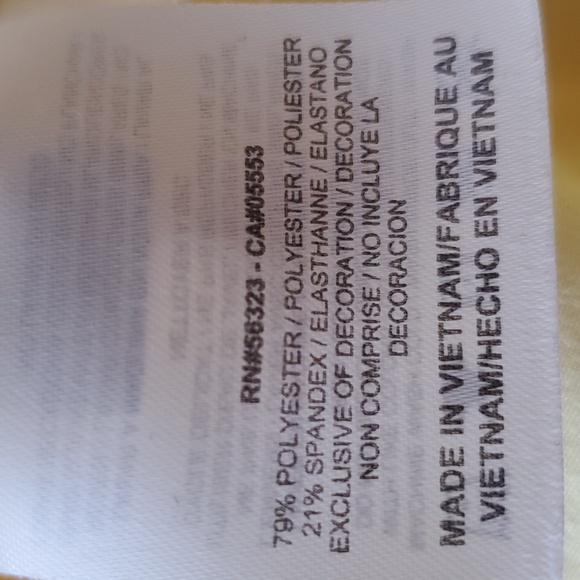 RN#56323 - CA#05553
79% POLYESTER / POLYESTER / POLIESTER
21% SPANDEX / ELASTHANNE / ELASTANO
EXCLUSIVE OF DECORATION / DECORATION
NON COMPRISE / NO INCLUYE LA
DECORACION
MADE IN VIETNAM/FABRIQUE AU
VIETNAM/HECHO EN VIETNAM